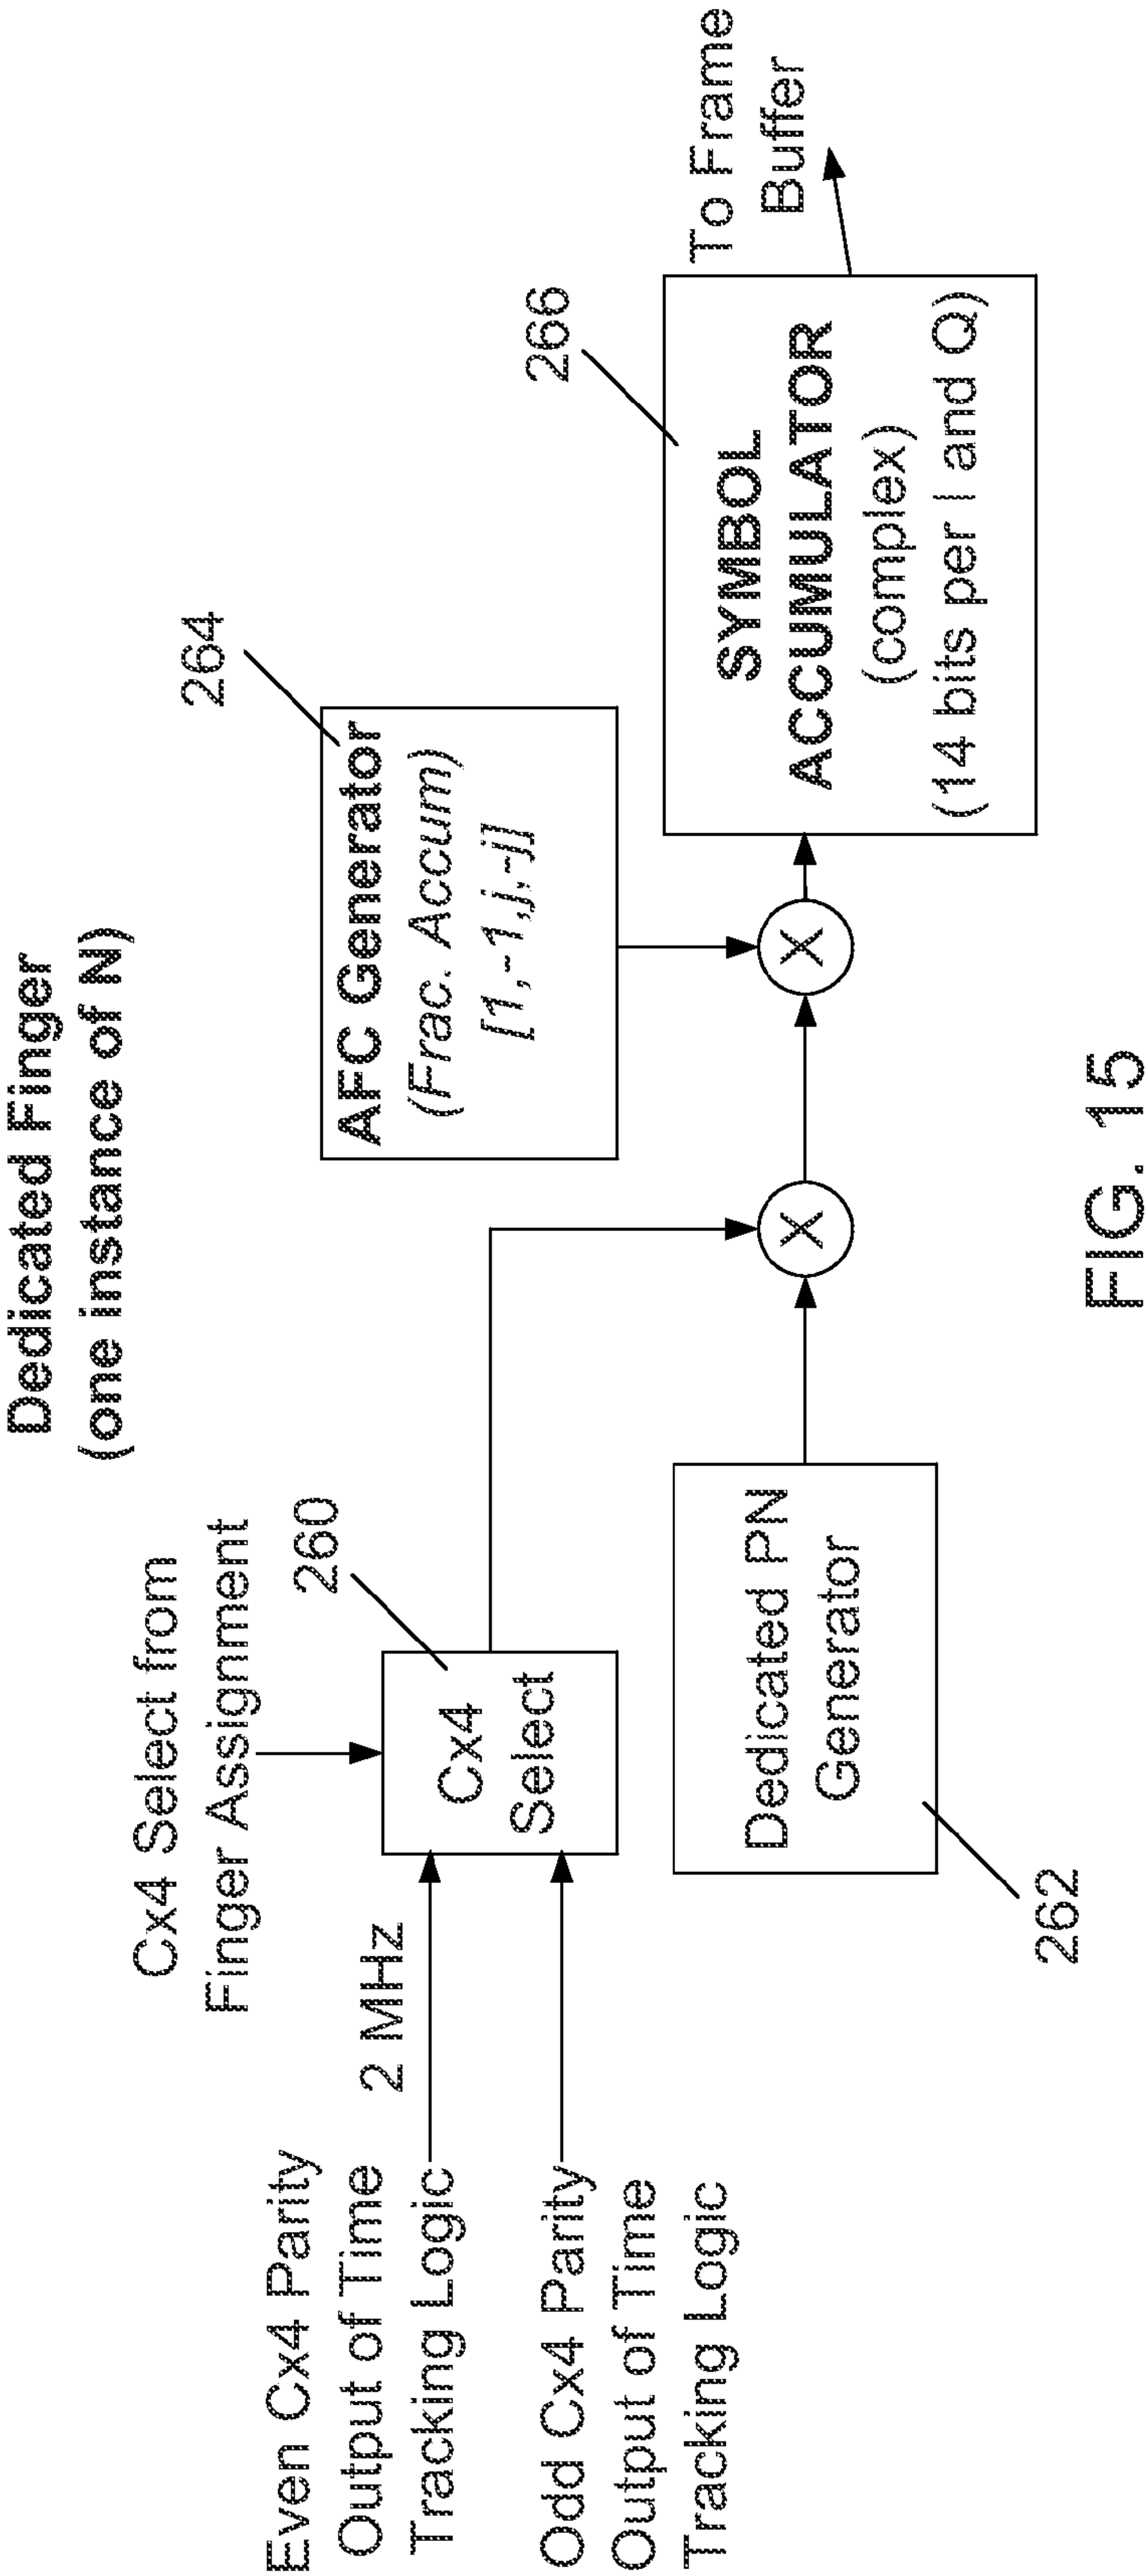 Dedicated Finger
(one instance of N)
Cx4 Select from
Finger Assignment
260
Even Cx4 Parity
Output of Time
Tracking Logic
2 MHz
Odd Cx4 Parity
Output of Time
Tracking Logic
Cx4
Select
Dedicated PN
Generator
262
X
264
AFC Generator
(Frac. Accum)
[1,-1,j,-j]
X
266
SYMBOL
ACCUMULATOR
(complex)
(14 bits per I and Q)
To Frame
Buffer
FIG. 15